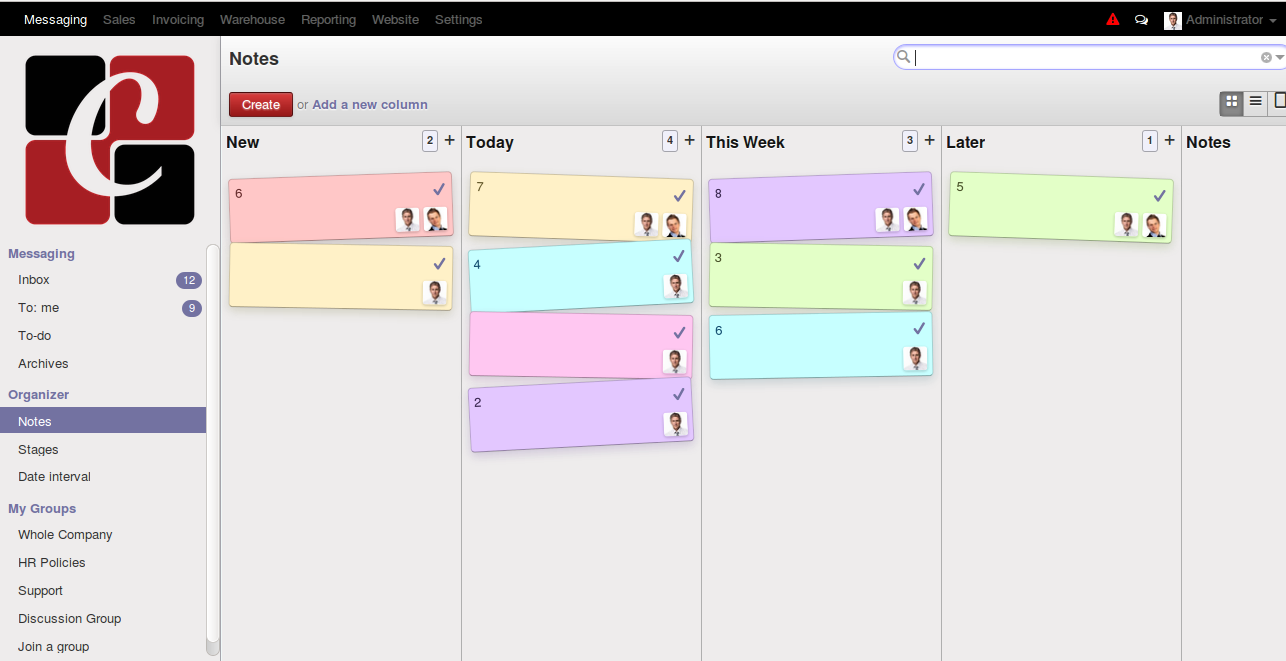 Messaging Sales Invoicing Warehouse Reporting Website Settings Administrator
C
Notes
Create or Add a new column
New 2 + Today 4 + This Week 3 + Later 1 + Notes
6 7 8 5
4 3
6
2
Messaging
Inbox 12
To: me 9
To-do
Archives
Organizer
Notes
Stages
Date interval
My Groups
Whole Company
HR Policies
Support
Discussion Group
Join a group